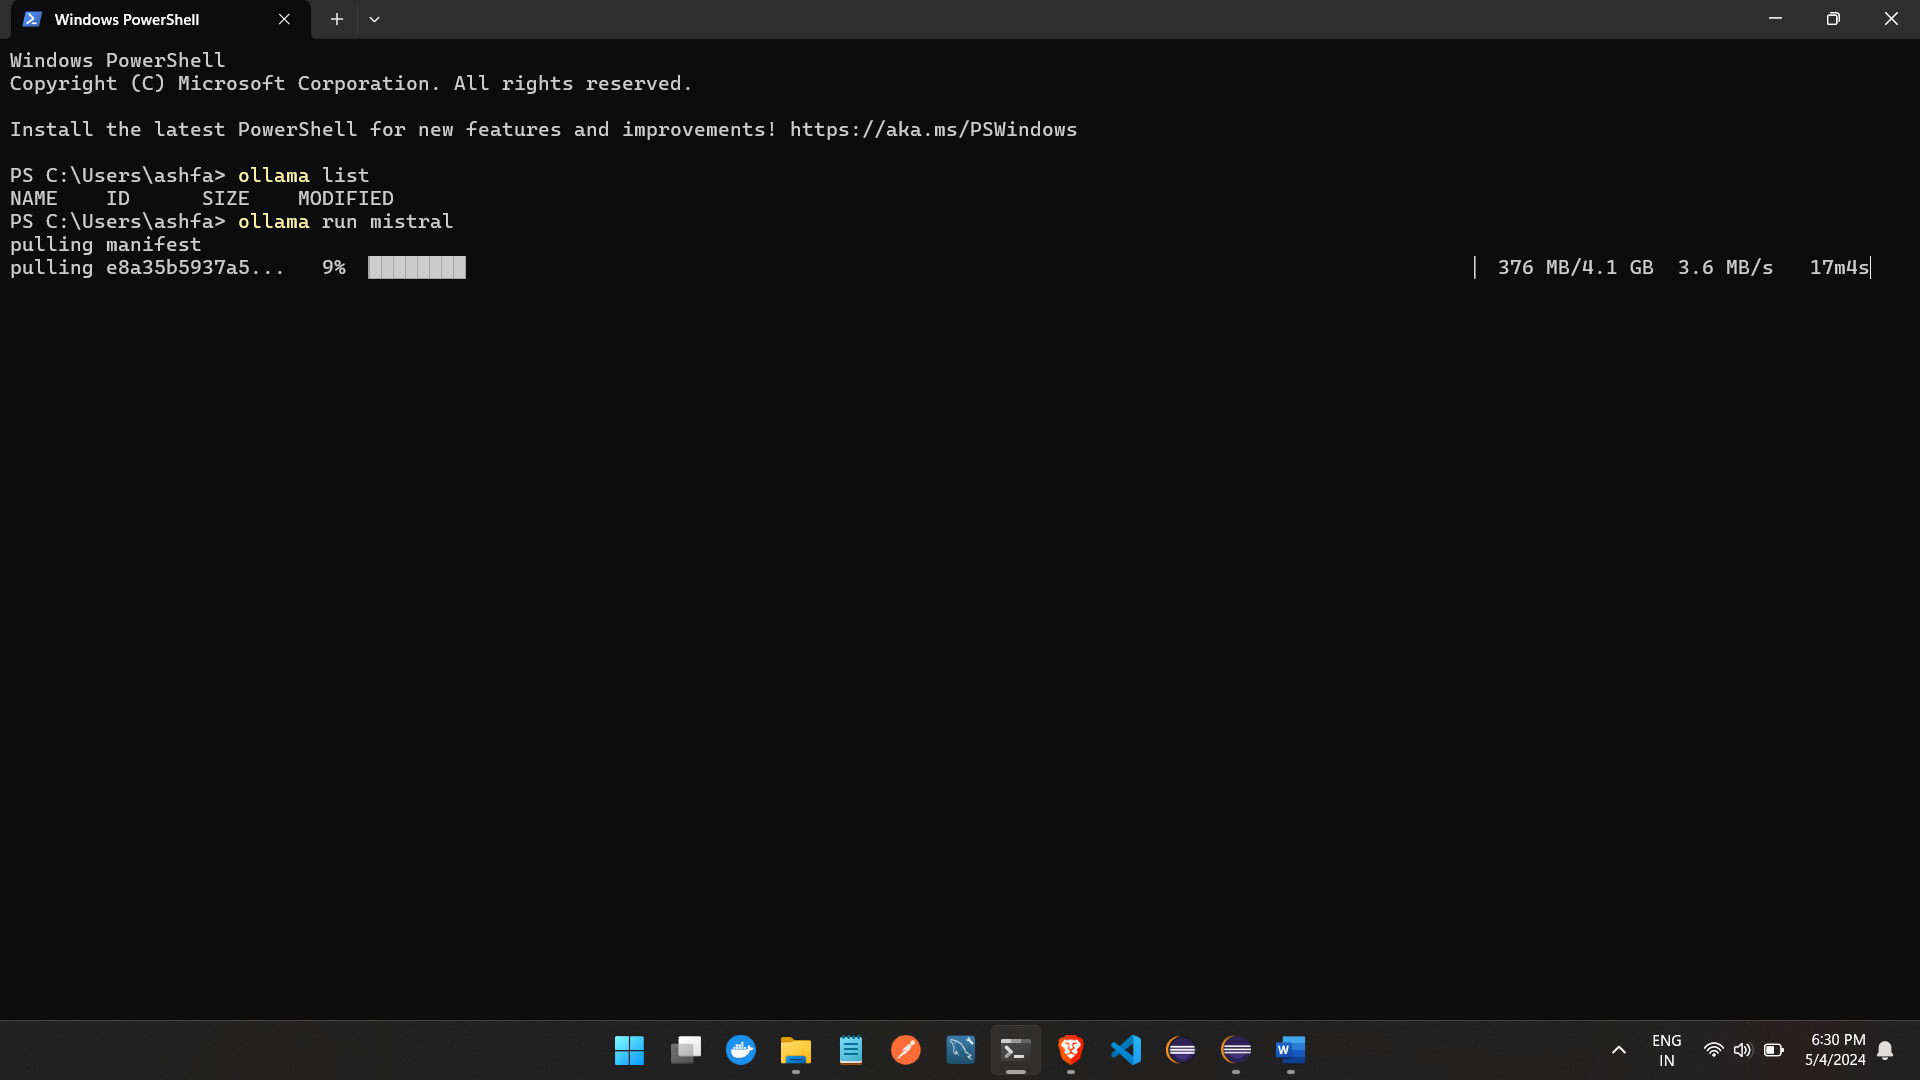 Windows PowerShell
Windows PowerShell
Copyright (C) Microsoft Corporation. All rights reserved.
Install the latest PowerShell for new features and improvements! https://aka.ms/PSWindows
PS C:\Users\ashfa> ollama list
NAME    ID      SIZE    MODIFIED
PS C:\Users\ashfa> ollama run mistral
pulling manifest
pulling e8a35b5937a5...   9%  376 MB/4.1 GB  3.6 MB/s   17m4s
W
ENG
IN
6:30 PM
5/4/2024